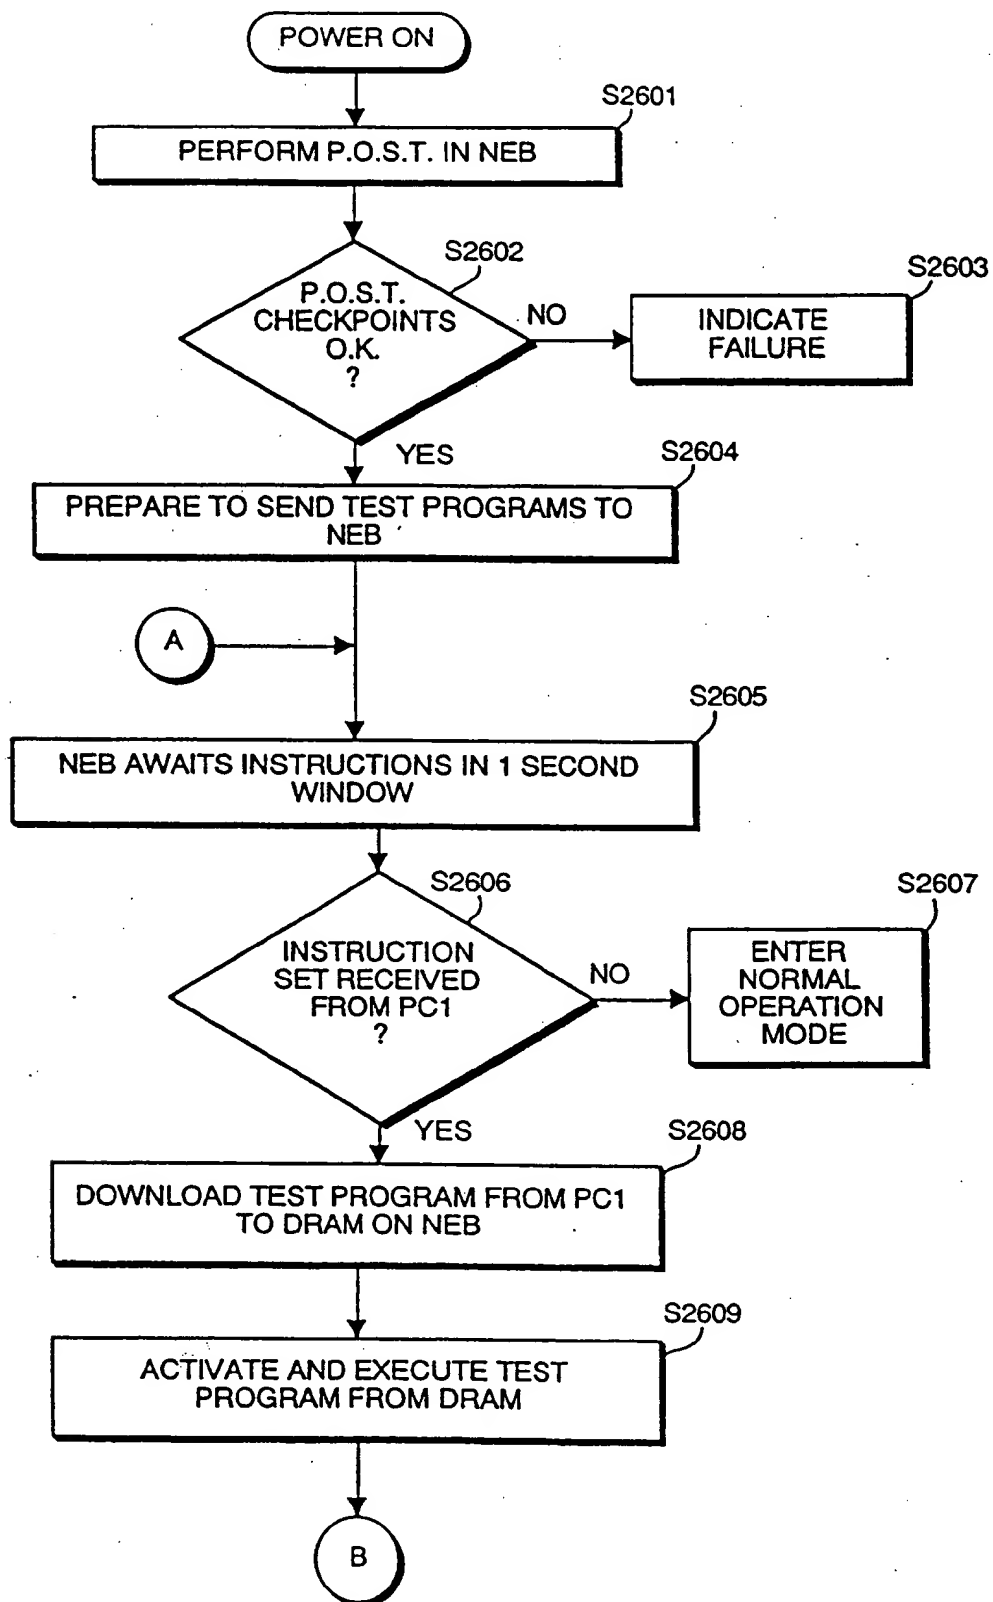 POWER ON
S2601
PERFORM P.O.S.T. IN NEB
S2602
P.O.S.T.
CHECKPOINTS
O.K.
?
NO
S2603
INDICATE
FAILURE
YES
S2604
PREPARE TO SEND TEST PROGRAMS TO
NEB
A
S2605
NEB AWAITS INSTRUCTIONS IN 1 SECOND
WINDOW
S2606
INSTRUCTION
SET RECEIVED
FROM PC1
?
NO
S2607
ENTER
NORMAL
OPERATION
MODE
YES
S2608
DOWNLOAD TEST PROGRAM FROM PC1
TO DRAM ON NEB
S2609
ACTIVATE AND EXECUTE TEST
PROGRAM FROM DRAM
B